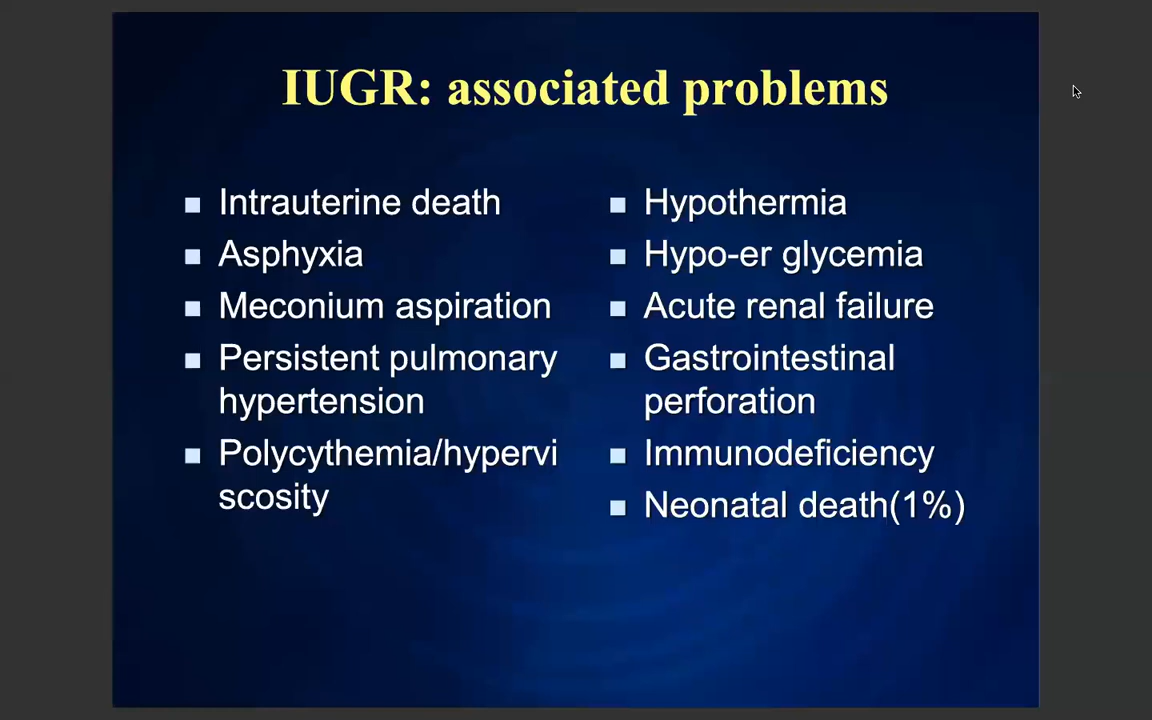 IUGR: associated problems
Intrauterine death
Asphyxia
Meconium aspiration
Persistent pulmonary
hypertension
Polycythemia/hypervi
scosity
Hypothermia
Hypo-er glycemia
Acute renal failure
Gastrointestinal
perforation
Immunodeficiency
Neonatal death(1%)